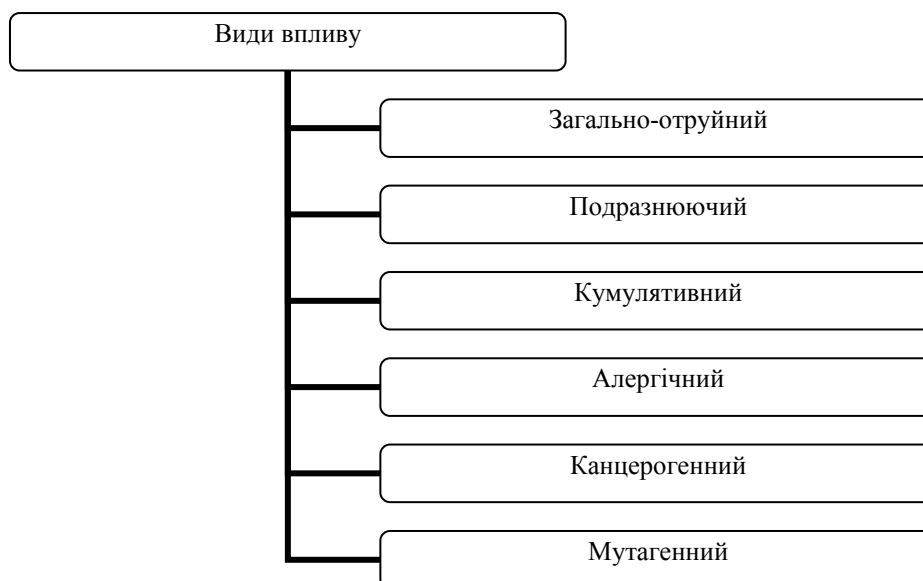 Види впливу
Загально-отруйний
Подразнюючий
Кумулятивний
Алергічний
Канцерогенний
Мутагенний